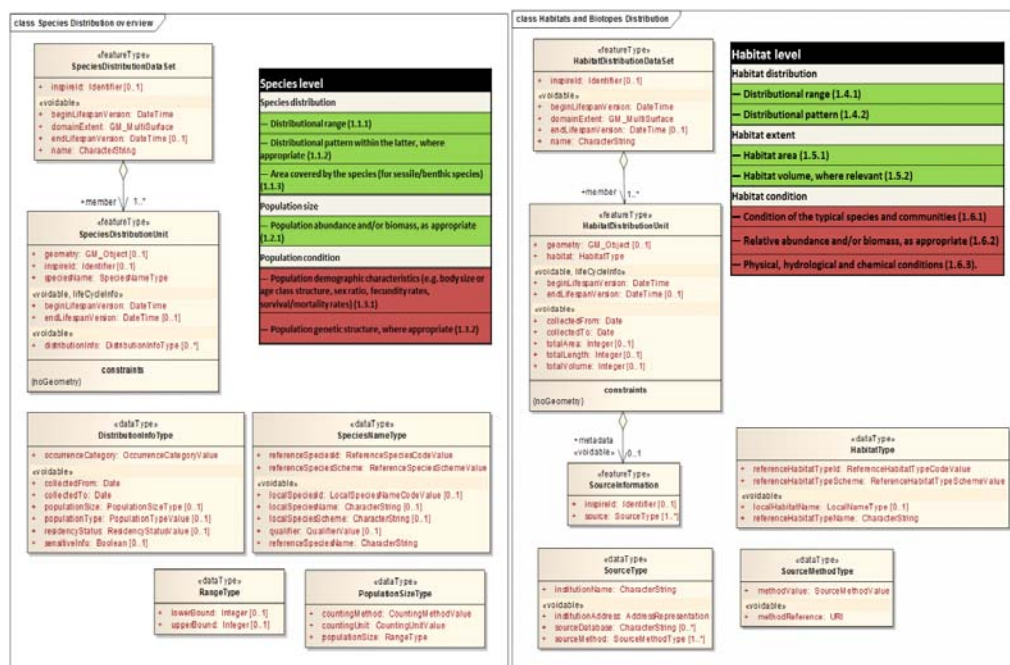 class Species Distribution overview
«featureType»
SpeciesDistributionDataSet
+ inspireId: Identifier [0..1]
«voidable»
+ beginLifespanVersion: DateTime
+ domainExtent: GM_MultiSurface
+ endLifespanVersion: DateTime [0..1]
+ name: CharacterString
+member
1..*
«featureType»
SpeciesDistributionUnit
+ geometry: GM_Object [0..1]
+ inspireId: Identifier [0..1]
+ speciesName: SpeciesNameType
«voidable, lifeCycleInfo»
+ beginLifespanVersion: DateTime
+ endLifespanVersion: DateTime [0..1]
«voidable»
+ distributionInfo: DistributionInfoType [0..*]
constraints
{noGeometry}
Species level
Species distribution
— Distributional range (1.1.1)
— Distributional pattern within the latter, where
appropriate (1.1.2)
— Area covered by the species (for sessile/benthic species)
(1.1.3)
Population size
— Population abundance and/or biomass, as appropriate
(1.2.1)
Population condition
— Population demographic characteristics (e.g. body size or
age class structure, sex ratio, fecundity rates,
survival/mortality rates) (1.3.1)
— Population genetic structure, where appropriate (1.3.2)
«dataType»
DistributionInfoType
+ occurrenceCategory: OccurrenceCategoryValue
«voidable»
+ collectedFrom: Date
+ collectedTo: Date
+ populationSize: PopulationSizeType [0..1]
+ populationType: PopulationTypeValue [0..1]
+ residencyStatus: ResidencyStatusValue [0..1]
+ sensitiveInfo: Boolean [0..1]
«dataType»
SpeciesNameType
+ referenceSpeciesId: ReferenceSpeciesCodeValue
+ referenceSpeciesScheme: ReferenceSpeciesSchemeValue
«voidable»
+ localSpeciesId: LocalSpeciesNameCodeValue [0..1]
+ localSpeciesName: CharacterString [0..1]
+ localSpeciesScheme: CharacterString [0..1]
+ qualifier: QualifierValue [0..1]
+ referenceSpeciesName: CharacterString
«dataType»
RangeType
+ lowerBound: Integer [0..1]
+ upperBound: Integer [0..1]
«dataType»
PopulationSizeType
+ countingMethod: CountingMethodValue
+ countingUnit: CountingUnitValue
+ populationSize: RangeType
class Habitats and Biotopes Distribution
«featureType»
HabitatDistributionDataSet
+ inspireId: Identifier [0..1]
«voidable»
+ beginLifespanVersion: DateTime
+ domainExtent: GM_MultiSurface
+ endLifespanVersion: DateTime [0..1]
+ name: CharacterString
+member
1..*
«featureType»
HabitatDistributionUnit
+ geometry: GM_Object [0..1]
+ habitat: HabitatType
«voidable, lifeCycleInfo»
+ beginLifespanVersion: DateTime
+ endLifespanVersion: DateTime [0..1]
«voidable»
+ collectedFrom: Date
+ collectedTo: Date
+ totalArea: Integer [0..1]
+ totalLength: Integer [0..1]
+ totalVolume: Integer [0..1]
constraints
{noGeometry}
Habitat level
Habitat distribution
— Distributional range (1.4.1)
— Distributional pattern (1.4.2)
Habitat extent
— Habitat area (1.5.1)
— Habitat volume, where relevant (1.5.2)
Habitat condition
— Condition of the typical species and communities (1.6.1)
— Relative abundance and/or biomass, as appropriate (1.6.2)
— Physical, hydrological and chemical conditions (1.6.3).
+metadata
«voidable»
0..1
«featureType»
SourceInformation
+ inspireId: Identifier [0..1]
+ source: SourceType [1..*]
«dataType»
HabitatType
+ referenceHabitatTypeId: ReferenceHabitatTypeCodeValue
+ referenceHabitatTypeScheme: ReferenceHabitatTypeSchemeValue
«voidable»
+ localHabitatName: LocalNameType [0..1]
+ referenceHabitatTypeName: CharacterString
«dataType»
SourceType
+ institutionName: CharacterString
«voidable»
+ institutionAddress: AddressRepresentation
+ sourceDatabase: CharacterString [0..*]
+ sourceMethod: SourceMethodType [1..*]
«dataType»
SourceMethodType
+ methodValue: SourceMethodValue
«voidable»
+ methodReference: URI